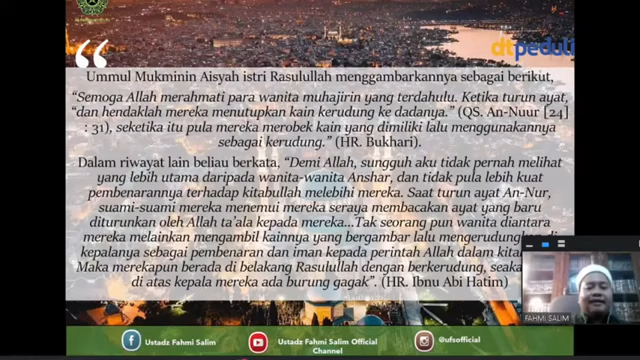 dtpeduli
“
Ummul Mukminin Aisyah istri Rasulullah menggambarkannya sebagai berikut,
“Semoga Allah merahmati para wanita muhajirin yang terdahulu. Ketika turun ayat,
“dan hendaklah mereka menutupkan kain kerudung ke dadanya.” (QS. An-Nuur [24]
: 31), seketika itu pula mereka merobek kain yang dimiliki lalu menggunakannya
sebagai kerudung.” (HR. Bukhari).
Dalam riwayat lain beliau berkata, “Demi Allah, sungguh aku tidak pernah melihat
yang lebih utama daripada wanita-wanita Anshar, dan tidak pula lebih kuat
pembenarannya terhadap kitabullah melebihi mereka. Saat turun ayat An-Nur,
suami-suami mereka menemui mereka seraya membacakan ayat yang baru
diturunkan oleh Allah ta’ala kepada mereka...Tak seorang pun wanita diantara
mereka melainkan mengambil kainnya yang bergambar lalu mengerudungkan di
kepalanya sebagai pembenaran dan iman kepada perintah Allah dalam
Maka merekapun berada di belakang Rasulullah dengan berkerudung,
di atas kepala mereka ada burung gagak”. (HR. Ibnu Abi Hatim)
FAHMI SALIM
Ustadz Fahmi Salim
Ustadz Fahmi Salim Official
Channel
@ufsofficial